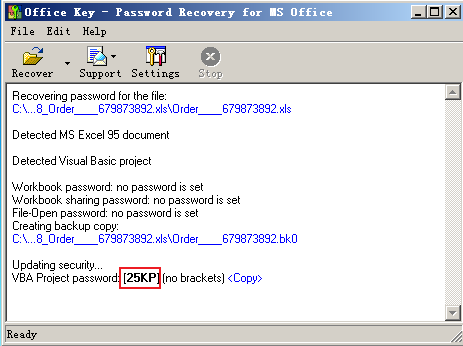 Office Key - Password Recovery for MS Office
File Edit Help
Recover Support Settings Stop
Recovering password for the file:
C:\...8_Order____679873892.xls\Order____679873892.xls
Detected MS Excel 95 document
Detected Visual Basic project
Workbook password: no password is set
Workbook sharing password: no password is set
File-Open password: no password is set
Creating backup copy:
C:\...8_Order____679873892.xls\Order____679873892.bk0
Updating security...
VBA Project password: [25KP] (no brackets) <Copy>
Ready